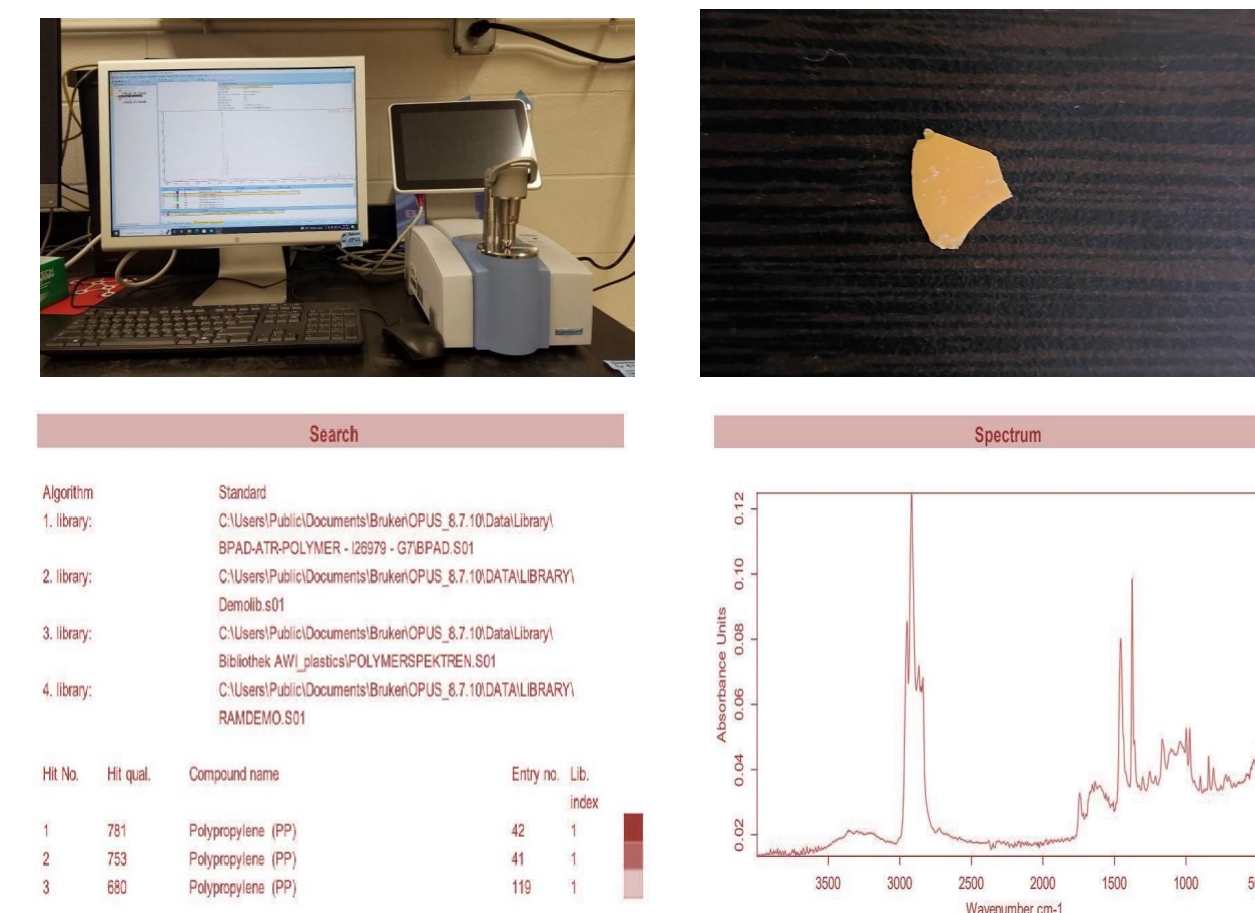 Search
Algorithm Standard
1. library: C:\Users\Public\Documents\Bruker\OPUS_8.7.10\Data\Library\
BPAD-ATR-POLYMER - I26979 - G7\BPAD.S01
2. library: C:\Users\Public\Documents\Bruker\OPUS_8.7.10\DATA\LIBRARY\
Demolib.s01
3. library: C:\Users\Public\Documents\Bruker\OPUS_8.7.10\Data\Library\
Bibliothek AWI_plastics\POLYMERSPEKTREN.S01
4. library: C:\Users\Public\Documents\Bruker\OPUS_8.7.10\DATA\LIBRARY\
RAMDEMO.S01
Hit No. Hit qual. Compound name Entry no. Lib.
index
1 781 Polypropylene (PP) 42 1
2 753 Polypropylene (PP) 41 1
3 680 Polypropylene (PP) 119 1
Spectrum
Absorbance Units
0.12
0.10
0.08
0.06
0.04
0.02
3500 3000 2500 2000 1500 1000
Wavenumber cm-1